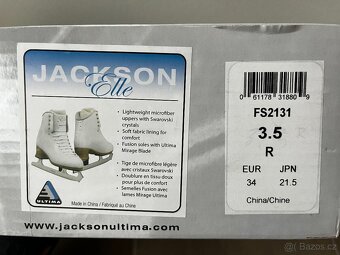 JACKSON
Elle
• Lightweight microfiber
uppers with Swarovski
crystals
• Soft fabric lining for
comfort
• Fusion soles with Ultima
Mirage Blade
• Tige de microfibre légère
avec cristaux Swarovski
• Doublure en tissu doux
pour plus de confort
• Semelles Fusion avec
lames Mirage Ultima
ULTIMA
Made in China / Fabriqué au Chine
www.jacksonultima.com
0 61178 31880 9
FS2131
3.5
R
EUR JPN
34 21.5
China/Chine
Bazoš.cz